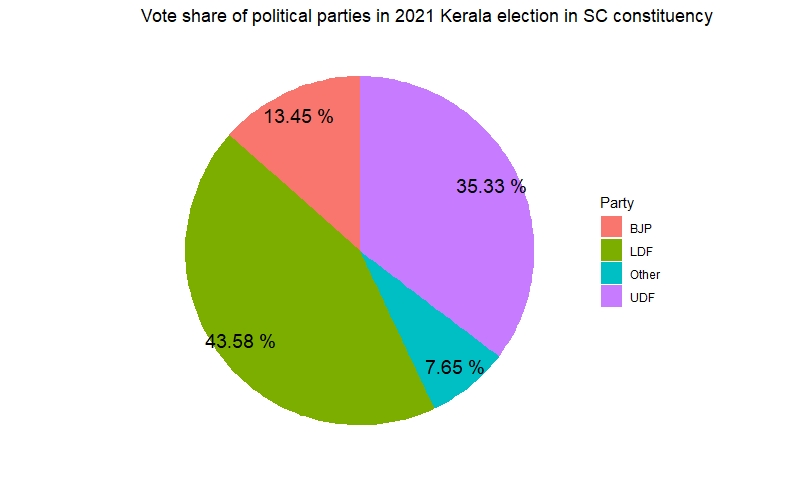 Vote share of political parties in 2021 Kerala election in SC constituency
13.45 %
35.33 %
43.58 %
7.65 %
Party
BJP
LDF
Other
UDF